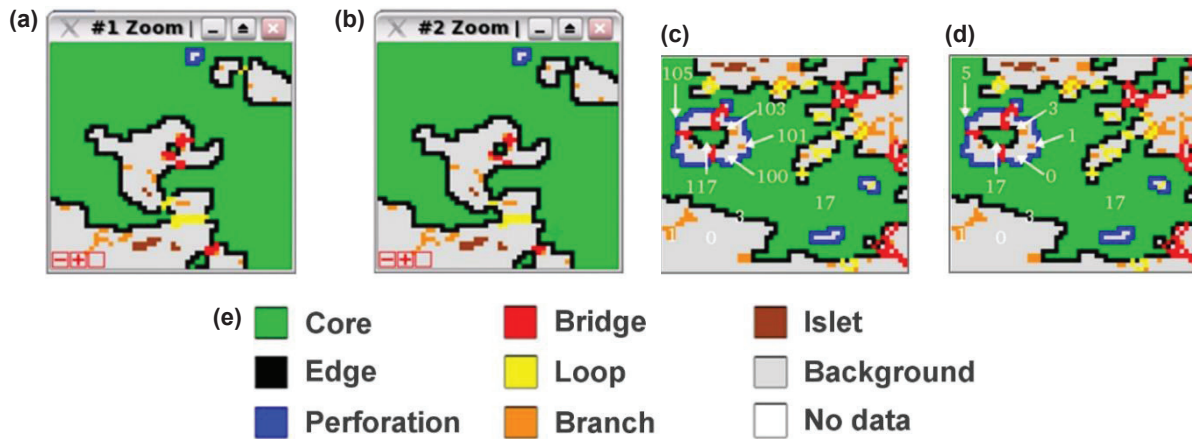 (a)
#1 Zoom |
(b)
#2 Zoom |
(c)
105
103
101
100
117
17
3
1
0
(d)
5
3
1
0
17
17
3
1
0
(e)
Core
Bridge
Islet
Edge
Loop
Background
Perforation
Branch
No data